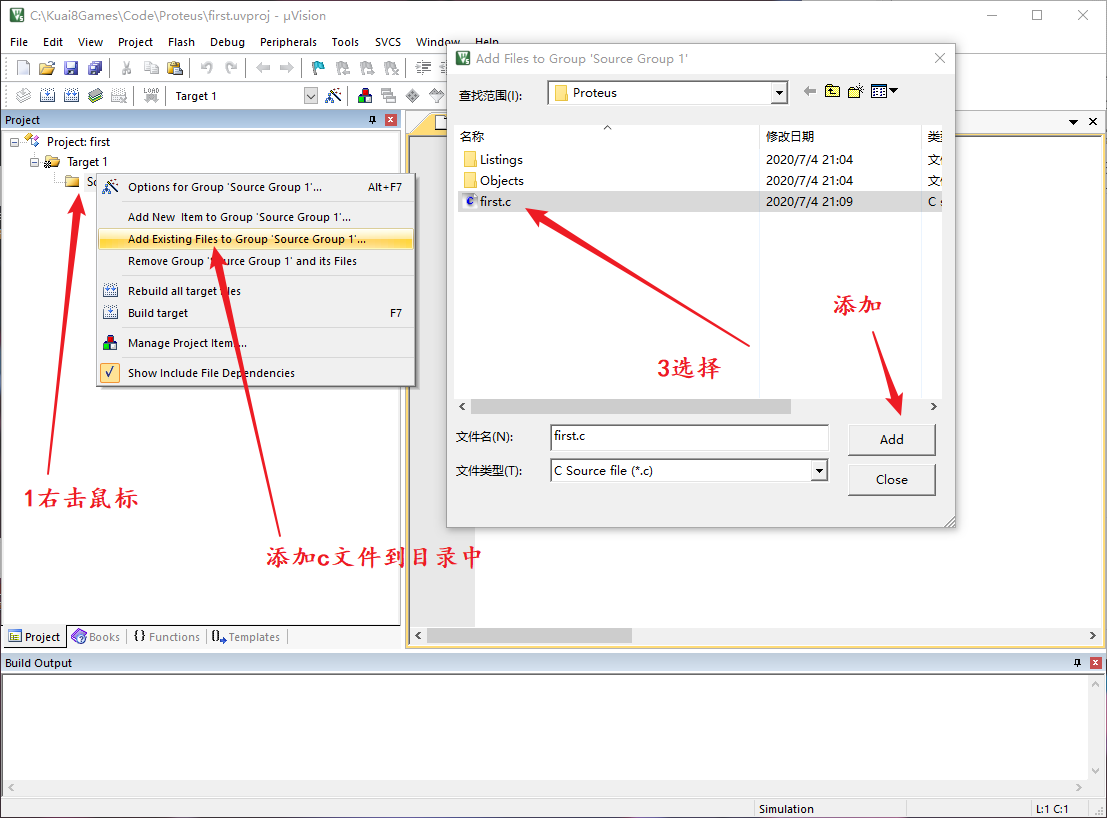 C:\Kuai8Games\Code\Proteus\first.uvproj - µVision
File Edit View Project Flash Debug Peripherals Tools SVCS Window Help
Target 1
Project
Project: first
Target 1
Options for Group 'Source Group 1'... Alt+F7
Add New Item to Group 'Source Group 1'...
Add Existing Files to Group 'Source Group 1'...
Remove Group 'Source Group 1' and its Files
Rebuild all target files
Build target F7
Manage Project Items...
Show Include File Dependencies
1右击鼠标
添加c文件到目录中
Add Files to Group 'Source Group 1'
查找范围(I): Proteus
名称 修改日期
Listings 2020/7/4 21:04
Objects 2020/7/4 21:04
first.c 2020/7/4 21:09 C
3选择
添加
文件名(N): first.c Add
文件类型(T): C Source file (*.c) Close
Project Books Functions Templates
Build Output
Simulation L:1 C:1